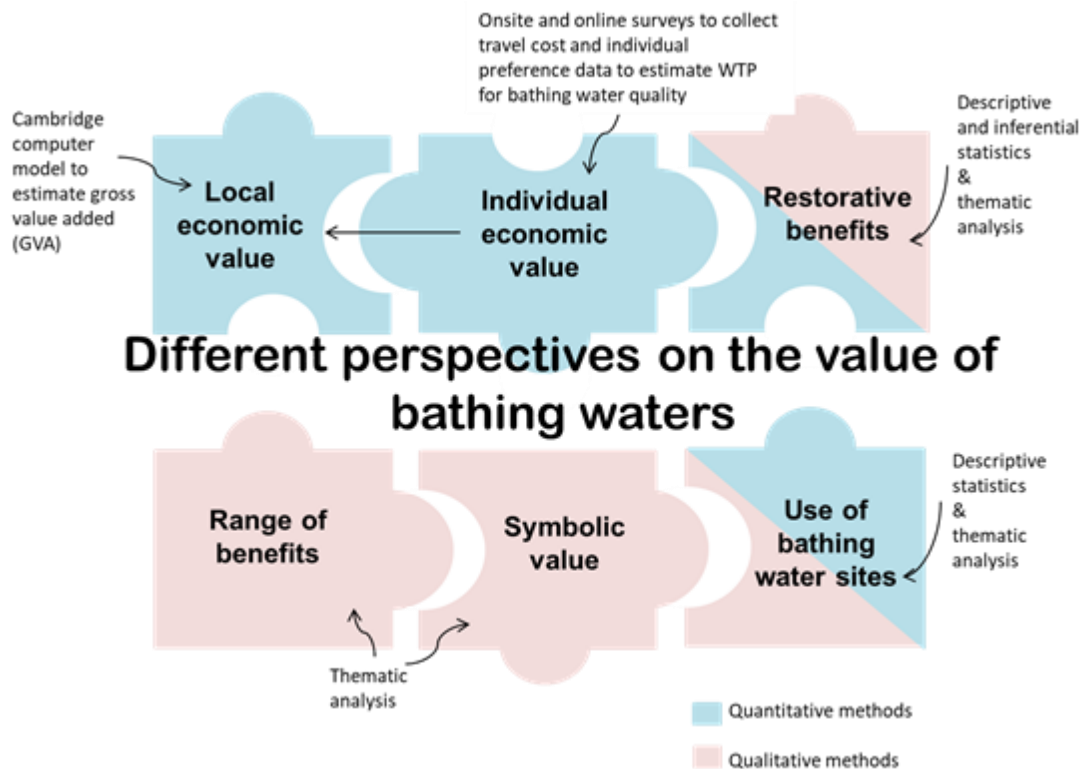 Onsite and online surveys to collect
travel cost and individual
preference data to estimate WTP
for bathing water quality
Cambridge
computer
model to
estimate gross
value added
(GVA)
Local
economic
value
Individual
economic
value
Restorative
benefits
Descriptive
and inferential
statistics
&
thematic
analysis
Different perspectives on the value of
bathing waters
Range of
benefits
Symbolic
value
Use of
bathing
water sites
Descriptive
statistics
&
thematic
analysis
Thematic
analysis
Quantitative methods
Qualitative methods